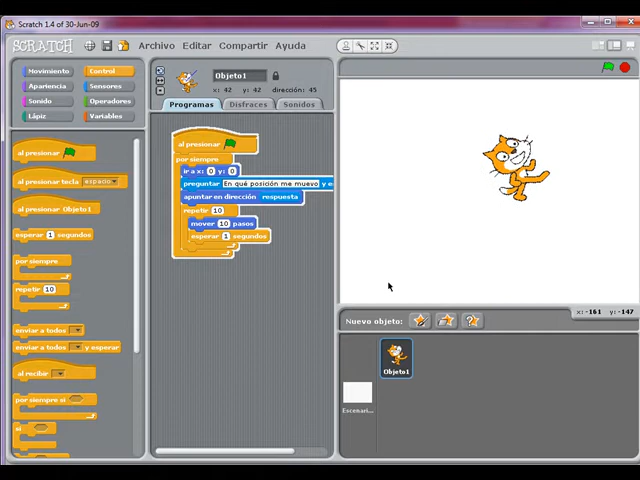 Scratch 1.4 of 30-Jun-09
SCRATCH Archivo Editar Compartir Ayuda
Movimiento Control
Apariencia Sensores
Sonido Operadores
Lápiz Variables
al presionar
al presionar tecla espacio
al presionar Objeto1
esperar 1 segundos
por siempre
repetir 10
enviar a todos
enviar a todos y esperar
al recibir
por siempre si
si
Objeto1
x: 42 y: 42 dirección: 45
Programas Disfraces Sonidos
al presionar
por siempre
ir a x: 0 y: 0
preguntar En qué posición me muevo y e
apuntar en dirección respuesta
repetir 10
mover 10 pasos
esperar 1 segundos
x: -161 y: -147
Nuevo objeto:
Objeto1
Escenari...